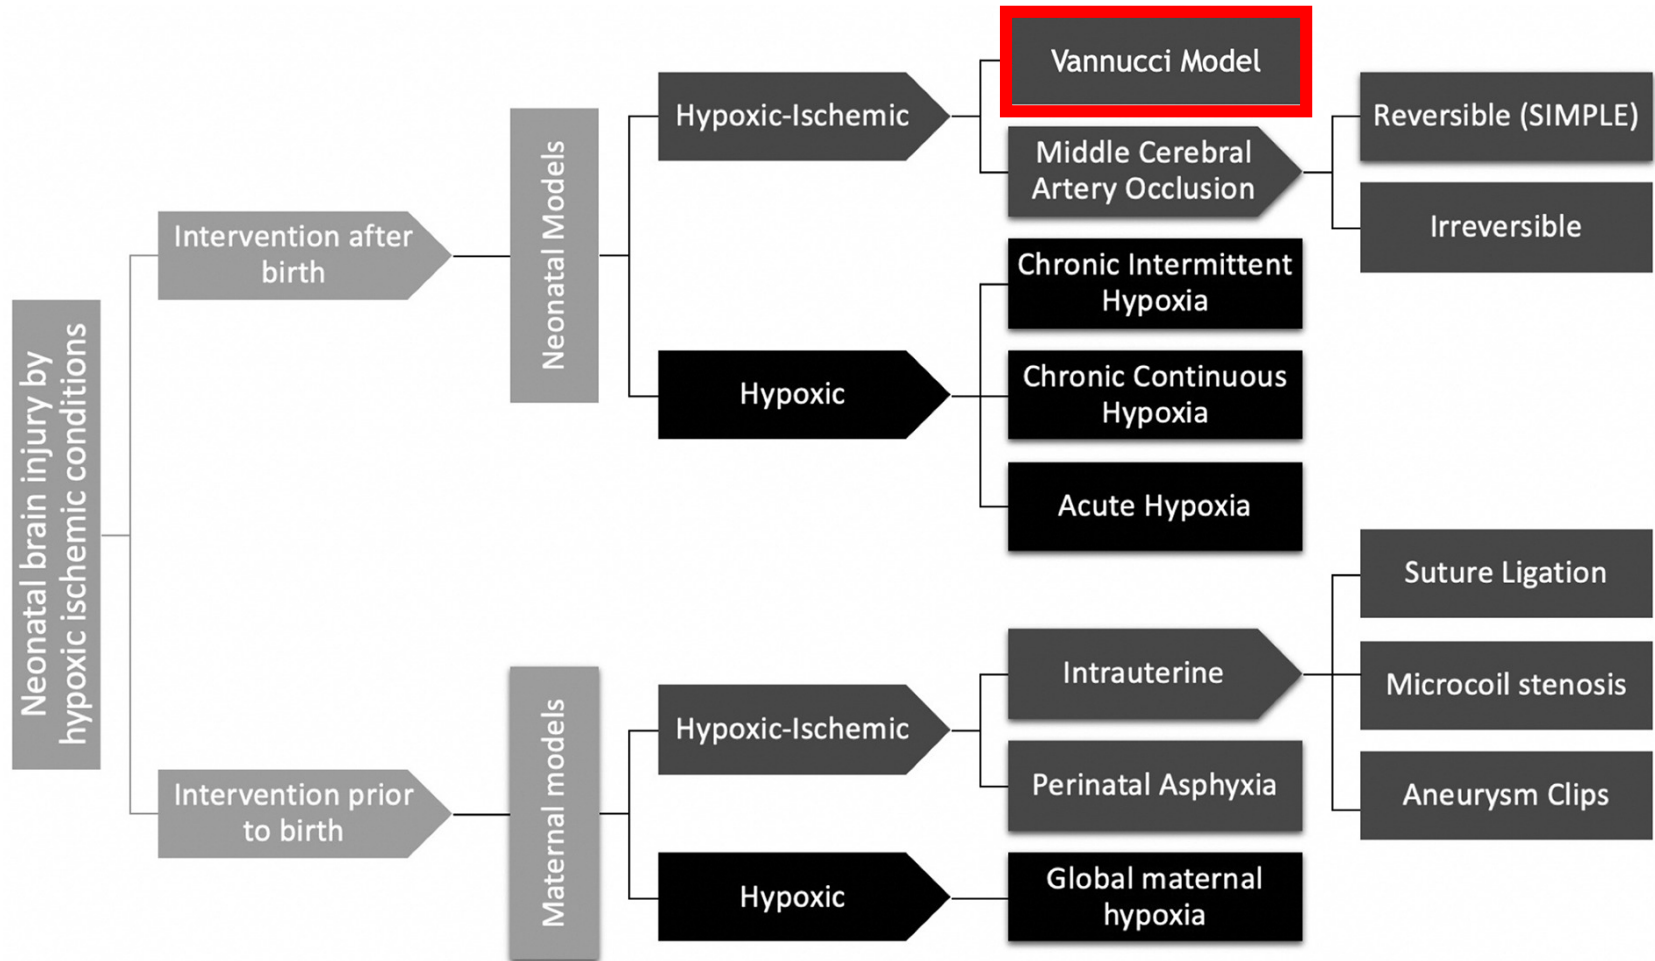 Neonatal brain injury by
hypoxic ischemic conditions
Intervention after
birth
Neonatal Models
Hypoxic-Ischemic
Vannucci Model
Middle Cerebral
Artery Occlusion
Reversible (SIMPLE)
Irreversible
Hypoxic
Chronic Intermittent
Hypoxia
Chronic Continuous
Hypoxia
Acute Hypoxia
Intervention prior
to birth
Maternal models
Hypoxic-Ischemic
Intrauterine
Suture Ligation
Microcoil stenosis
Aneurysm Clips
Perinatal Asphyxia
Hypoxic
Global maternal
hypoxia